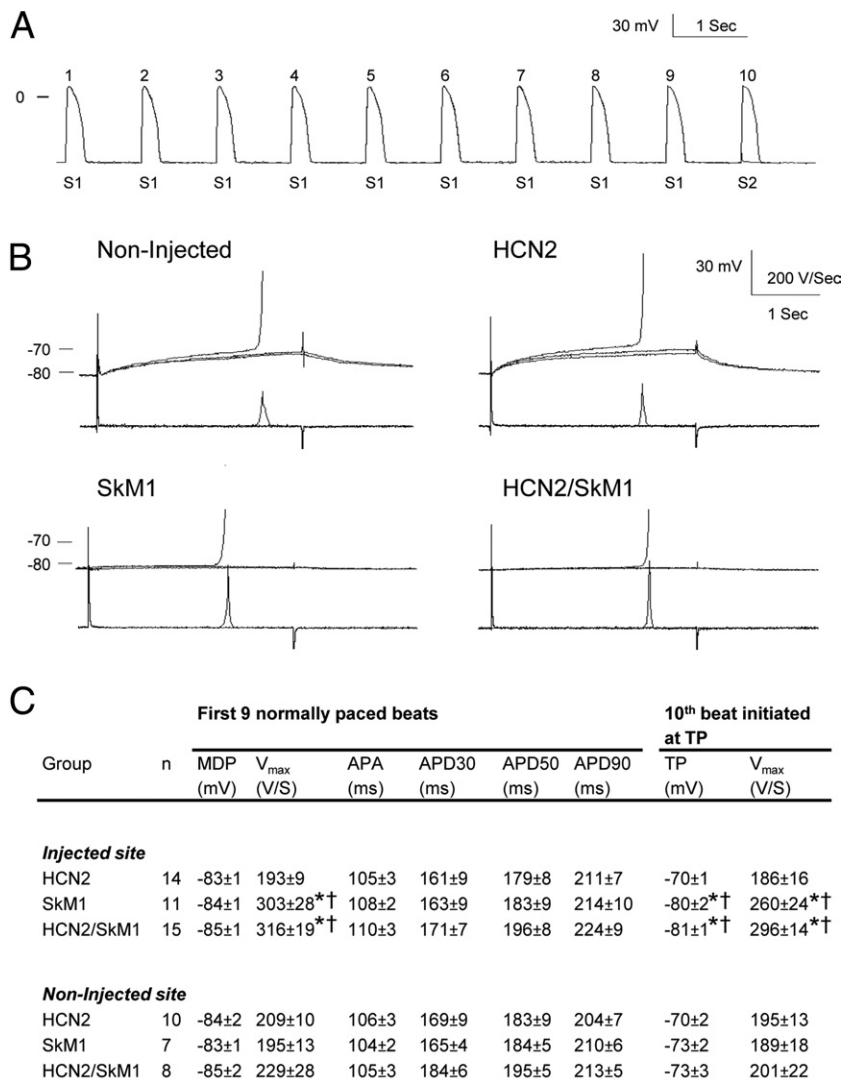 A
30 mV 1 Sec
1 2 3 4 5 6 7 8 9 10
0
S1 S1 S1 S1 S1 S1 S1 S1 S1 S2
B
Non-Injected HCN2
30 mV 200 V/Sec
1 Sec
-70
-80
SkM1 HCN2/SkM1
-70
-80
C
First 9 normally paced beats 10th beat initiated
at TP
Group n MDP Vmax APA APD30 APD50 APD90 TP Vmax
(mV) (V/S) (ms) (ms) (ms) (ms) (mV) (V/S)
Injected site
HCN2 14 -83±1 193±9 105±3 161±9 179±8 211±7 -70±1 186±16
SkM1 11 -84±1 303±28*† 108±2 163±9 183±9 214±10 -80±2*† 260±24*†
HCN2/SkM1 15 -85±1 316±19*† 110±3 171±7 196±8 224±9 -81±1*† 296±14*†
Non-Injected site
HCN2 10 -84±2 209±10 106±3 169±9 183±9 204±7 -70±2 195±13
SkM1 7 -83±1 195±13 104±2 165±4 184±5 210±6 -73±2 189±18
HCN2/SkM1 8 -85±2 229±28 105±3 184±6 195±5 213±5 -73±3 201±22